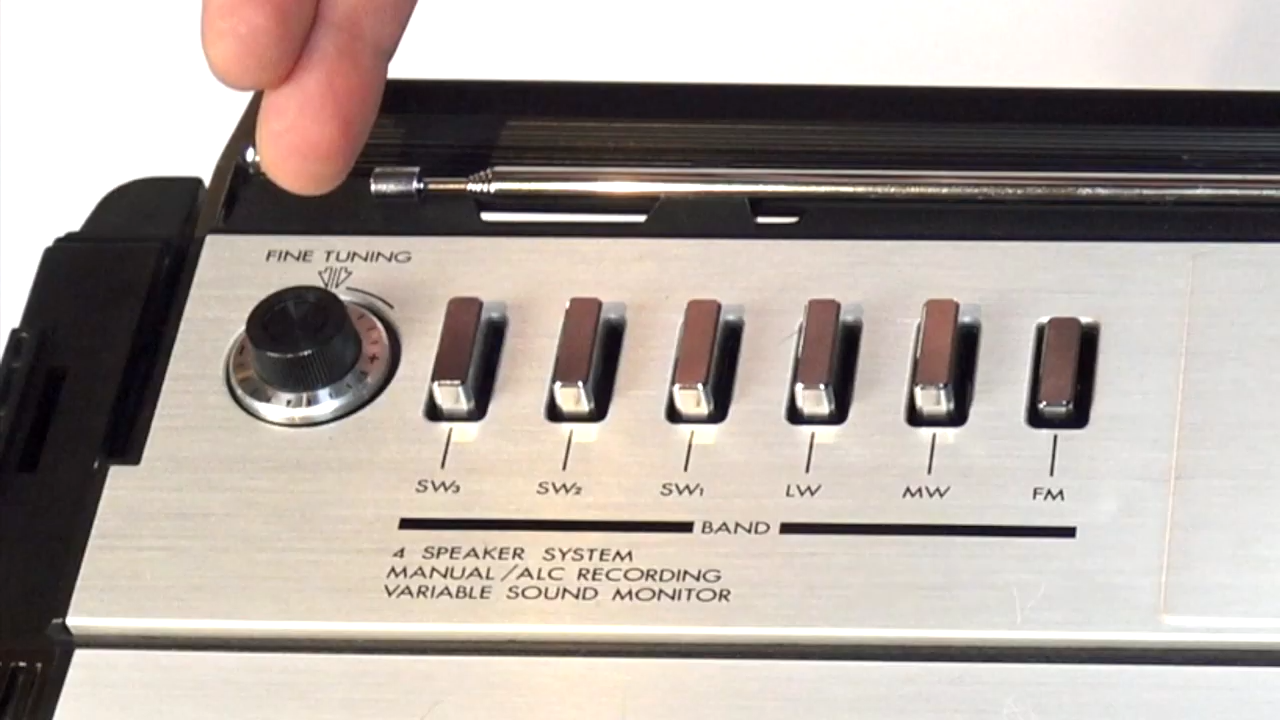 FINE TUNING
SW₃ SW₂ SW₁ LW MW FM
BAND
4 SPEAKER SYSTEM
MANUAL/ALC RECORDING
VARIABLE SOUND MONITOR